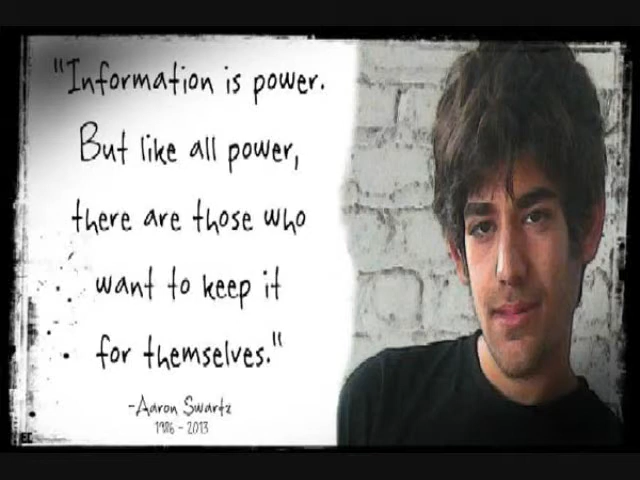 "Information is power.
But like all power,
there are those who
want to keep it
for themselves."
-Aaron Swartz
1986 - 2013